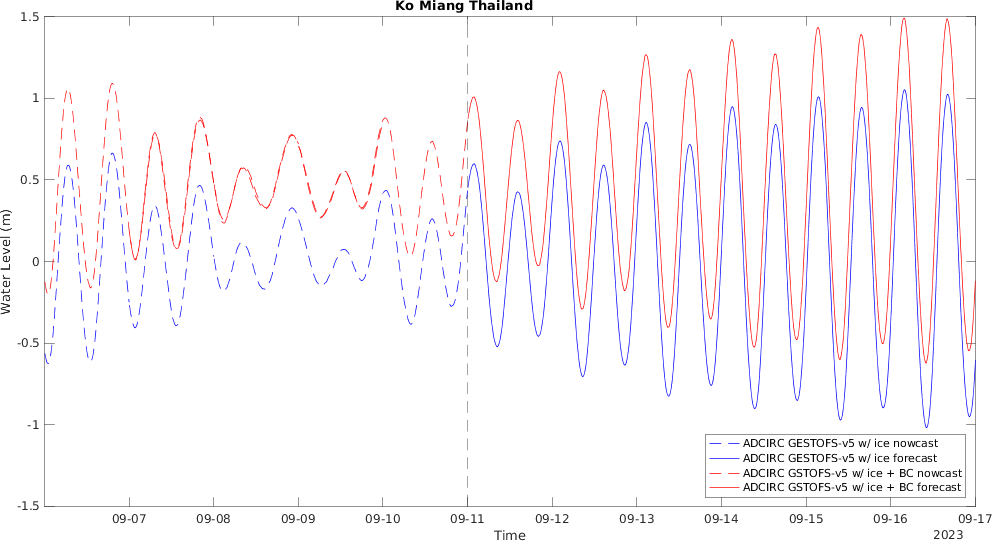 Ko Miang Thailand
1.5
1
0.5
0
-0.5
-1
-1.5
Water Level (m)
09-07 09-08 09-09 09-10 09-11 09-12 09-13 09-14 09-15 09-16 09-17
Time
2023
ADCIRC GESTOFS-v5 w/ ice nowcast
ADCIRC GESTOFS-v5 w/ ice forecast
ADCIRC GSTOFS-v5 w/ ice + BC nowcast
ADCIRC GSTOFS-v5 w/ ice + BC forecast